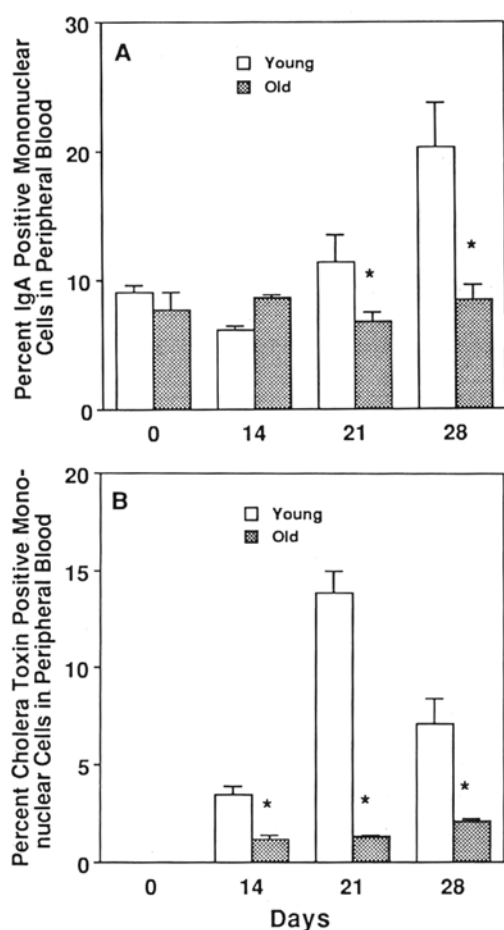 Percent IgA Positive Mononuclear
Cells in Peripheral Blood
30
20
10
0
A
Young
Old
*
*
0 14 21 28
Percent Cholera Toxin Positive Mono-
nuclear Cells in Peripheral Blood
20
15
10
5
0
B
Young
Old
*
*
*
0 14 21 28
Days